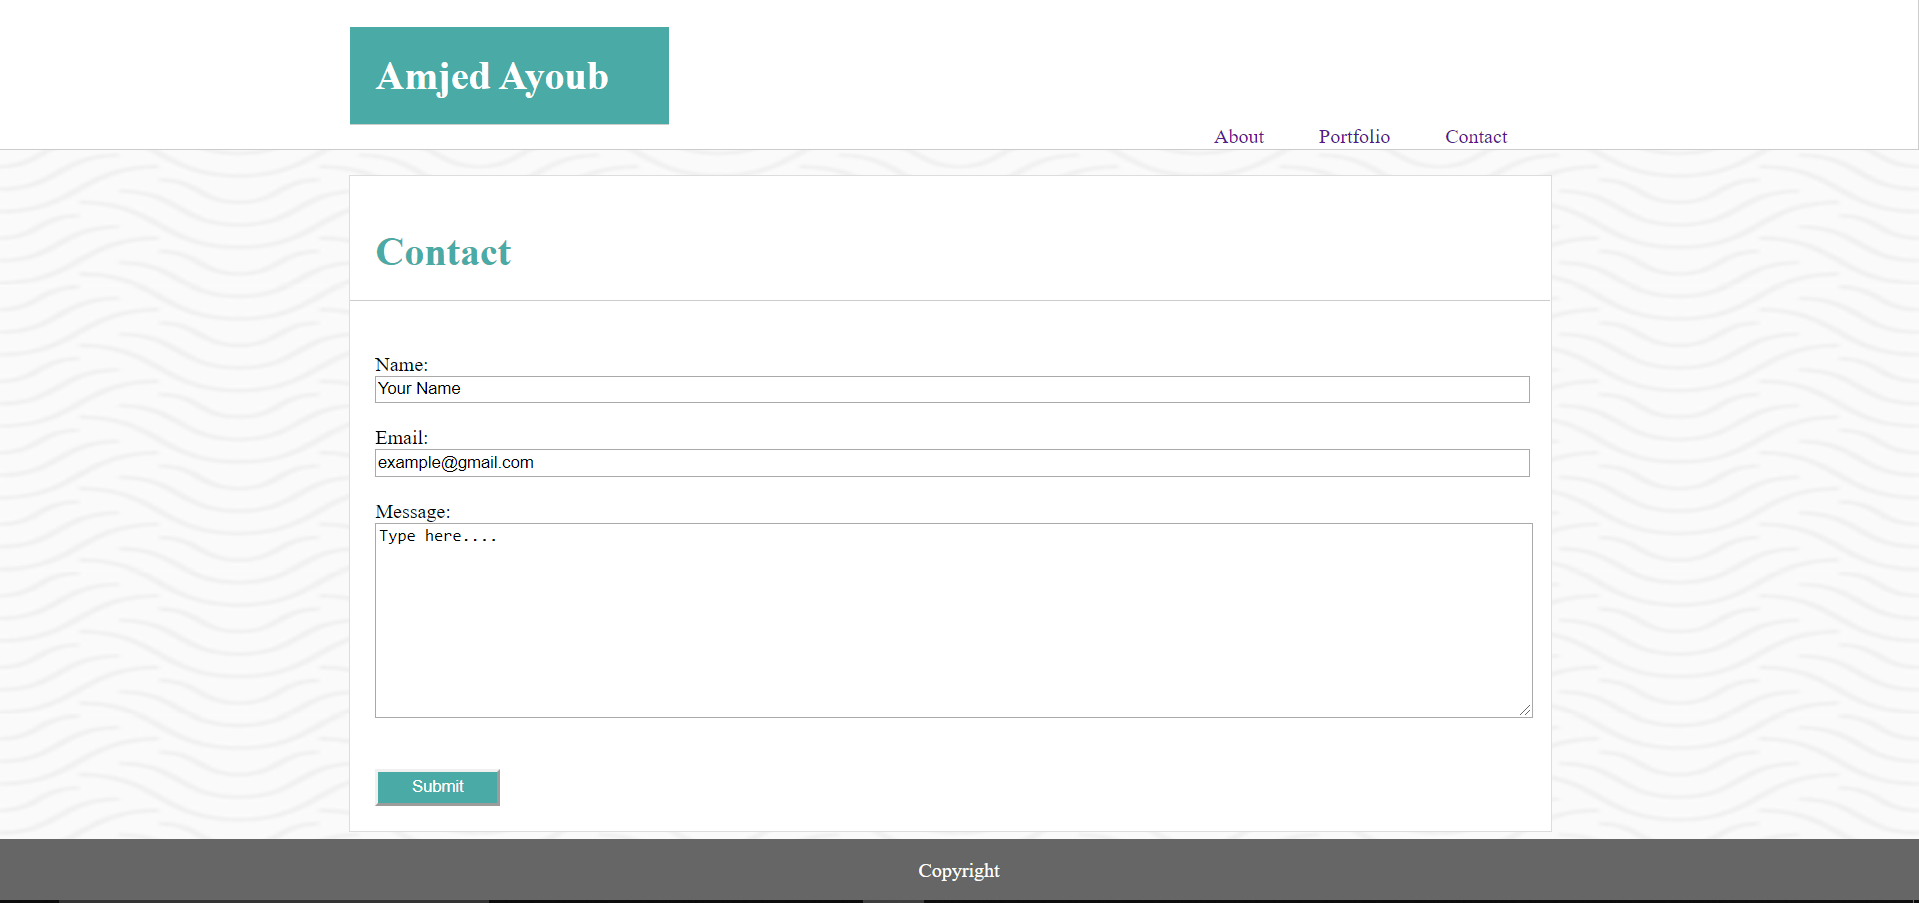 Amjed Ayoub
About Portfolio Contact
Contact
Name:
Your Name
Email:
example@gmail.com
Message:
Type here....
Submit
Copyright